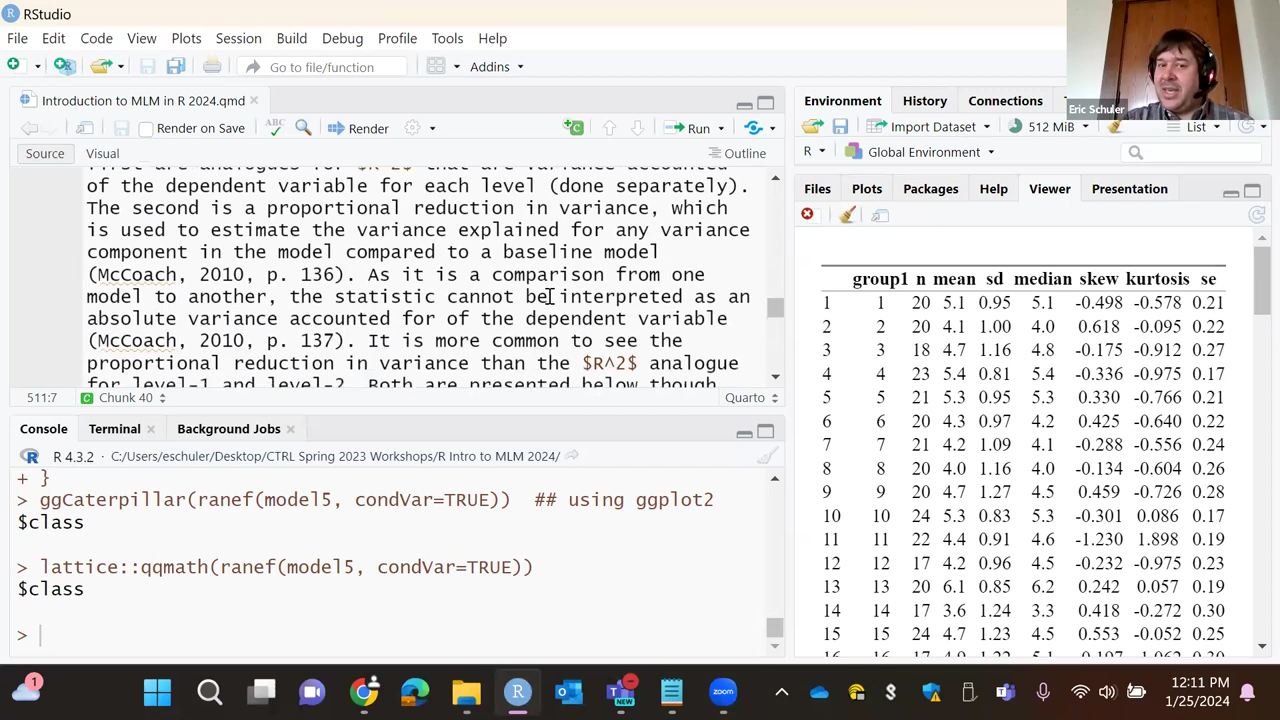 RStudio
File Edit Code View Plots Session Build Debug Profile Tools Help
Go to file/function Addins
Eric Schuler
Introduction to MLM in R 2024.qmd
Render on Save ABC Render Run
Source Visual Outline
of the dependent variable for each level (done separately).
The second is a proportional reduction in variance, which
is used to estimate the variance explained for any variance
component in the model compared to a baseline model
(McCoach, 2010, p. 136). As it is a comparison from one
model to another, the statistic cannot be interpreted as an
absolute variance accounted for of the dependent variable
(McCoach, 2010, p. 137). It is more common to see the
proportional reduction in variance than the $R^2$ analogue
for level-1 and level-2. Both are presented below though
511:7 Chunk 40 Quarto
Console Terminal Background Jobs
R 4.3.2 · C:/Users/eschuler/Desktop/CTRL Spring 2023 Workshops/R Intro to MLM 2024/
+ }
> ggCaterpillar(ranef(model5, condVar=TRUE)) ## using ggplot2
$class
> lattice::qqmath(ranef(model5, condVar=TRUE))
$class
>
Environment History Connections
Import Dataset 512 MiB List
R Global Environment
Files Plots Packages Help Viewer Presentation
group1 n mean sd median skew kurtosis se
1 1 20 5.1 0.95 5.1 -0.498 -0.578 0.21
2 2 20 4.1 1.00 4.0 0.618 -0.095 0.22
3 3 18 4.7 1.16 4.8 -0.175 -0.912 0.27
4 4 23 5.4 0.81 5.4 -0.336 -0.975 0.17
5 5 21 5.3 0.95 5.3 0.330 -0.766 0.21
6 6 20 4.3 0.97 4.2 0.425 -0.640 0.22
7 7 21 4.2 1.09 4.1 -0.288 -0.556 0.24
8 8 20 4.0 1.16 4.0 -0.134 -0.604 0.26
9 9 20 4.7 1.27 4.5 0.459 -0.726 0.28
10 10 24 5.3 0.83 5.3 -0.301 0.086 0.17
11 11 22 4.4 0.91 4.6 -1.230 1.898 0.19
12 12 17 4.2 0.96 4.5 -0.232 -0.975 0.23
13 13 20 6.1 0.85 6.2 0.242 0.057 0.19
14 14 17 3.6 1.24 3.3 0.418 -0.272 0.30
15 15 24 4.7 1.23 4.5 0.553 -0.052 0.25
1
NEW
zoom
12:11 PM
1/25/2024